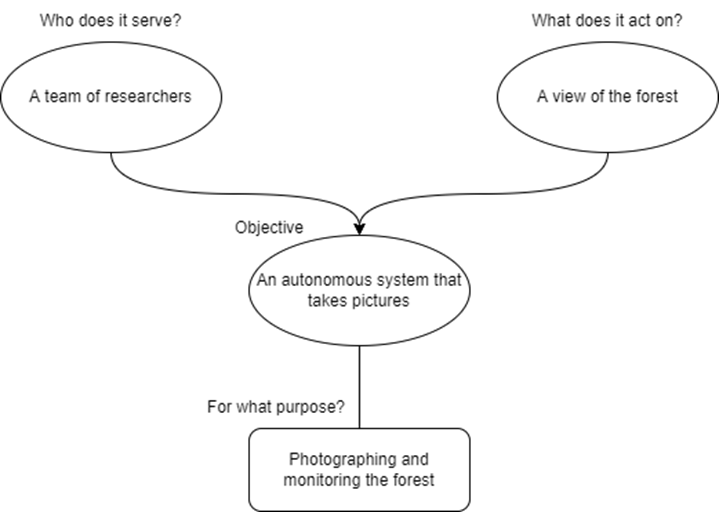 Who does it serve?
What does it act on?
A team of researchers
A view of the forest
Objective
An autonomous system that
takes pictures
For what purpose?
Photographing and
monitoring the forest